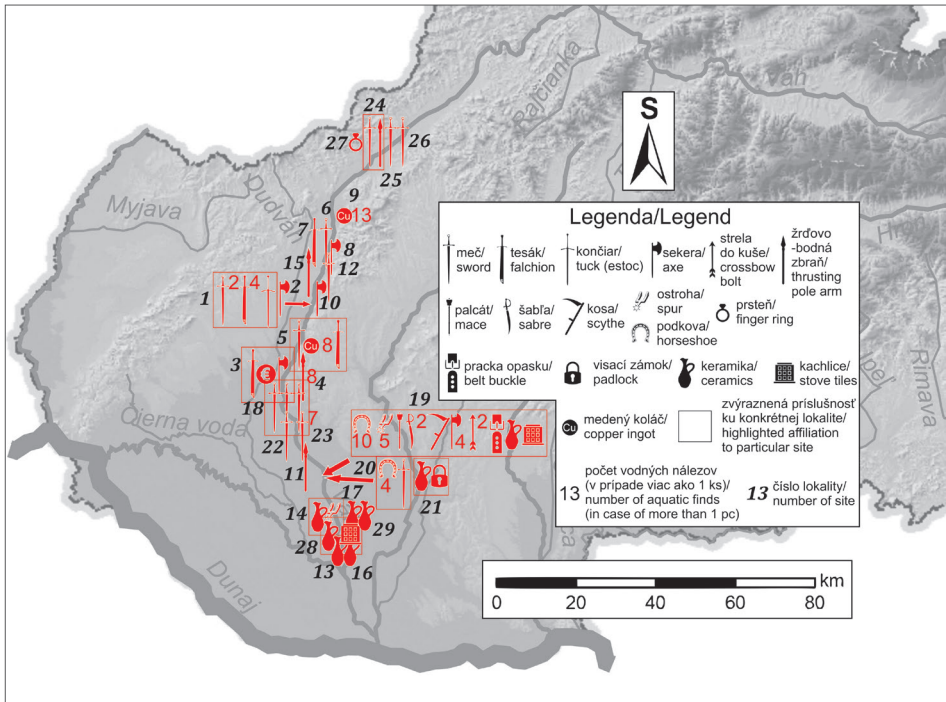 24
27
26
25
Rajčianka
Váh
S
Myjava
Dudváh
9
6
Cu 13
7
8
15
12
1
2 4
2
10
5
Cu 8
3
8
4
18
Čierna voda
7
22
23
11
19
10 5 2 4 2
20
4
17
21
14
29
28
13
16
Dunaj
Hron
Rimava
Ipeľ
Legenda/Legend
meč/
sword
tesák/
falchion
končiar/
tuck (estoc)
sekera/
axe
strela
do kuše/
crossbow
bolt
žrďovo
-bodná
zbraň/
thrusting
pole arm
palcát/
mace
šabľa/
sabre
kosa/
scythe
ostroha/
spur
podkova/
horseshoe
prsteň/
finger ring
pracka opasku/
belt buckle
visací zámok/
padlock
keramika/
ceramics
kachlice/
stove tiles
Cu
medený koláč/
copper ingot
zvýraznená príslušnosť
ku konkrétnej lokalite/
highlighted affiliation
to particular site
13
počet vodných nálezov
(v prípade viac ako 1 ks)/
number of aquatic finds
(in case of more than 1 pc)
13
číslo lokality/
number of site
km
0 20 40 60 80